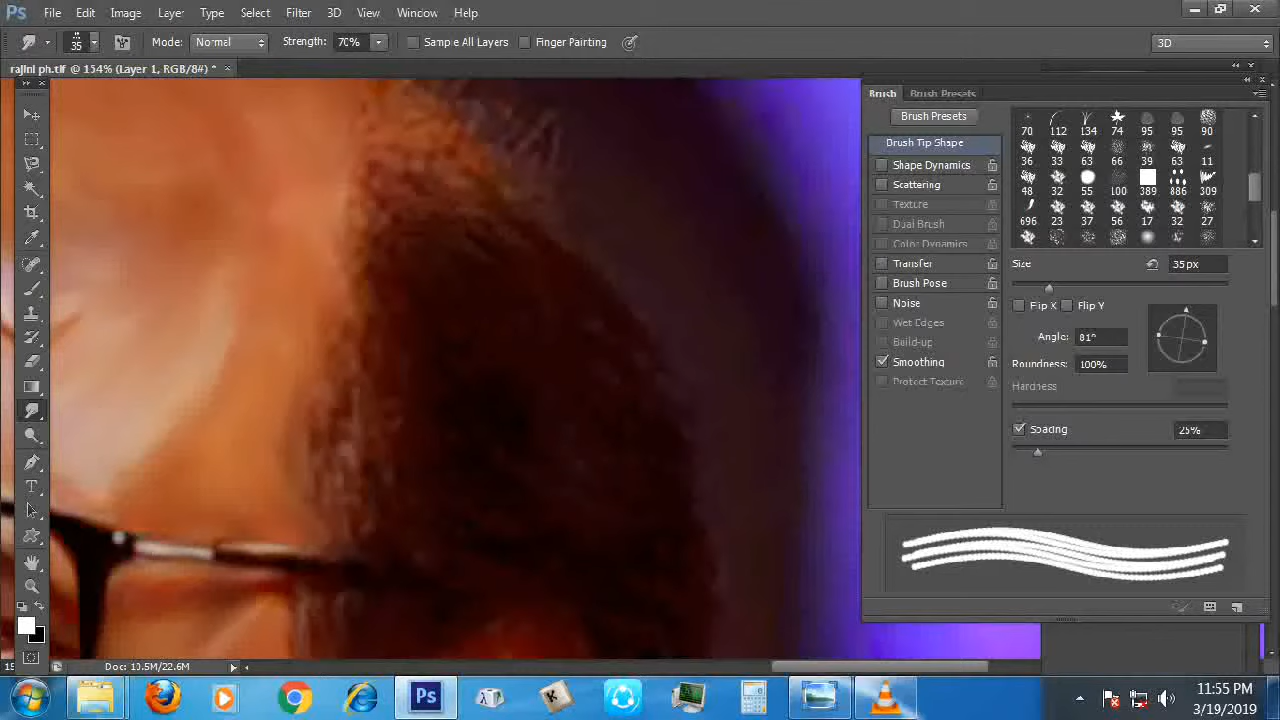 Ps File Edit Image Layer Type Select Filter 3D View Window Help
35 Mode: Normal Strength: 70% Sample All Layers Finger Painting 3D
rajini ph.tif @ 154% (Layer 1, RGB/8#) * ×
Brush Brush Presets
Brush Presets
Brush Tip Shape
Shape Dynamics
Scattering
Texture
Dual Brush
Color Dynamics
Transfer
Brush Pose
Noise
Wet Edges
Build-up
Smoothing
Protect Texture
70 112 134 74 95 95 90
36 33 63 66 39 63 11
48 32 55 100 389 886 309
696 23 37 56 17 32 27
Size 35 px
Flip X Flip Y
Angle: 81°
Roundness: 100%
Hardness
Spacing 25%
T
15 Doc: 13.5M/22.6M
Ps K
11:55 PM
3/19/2019